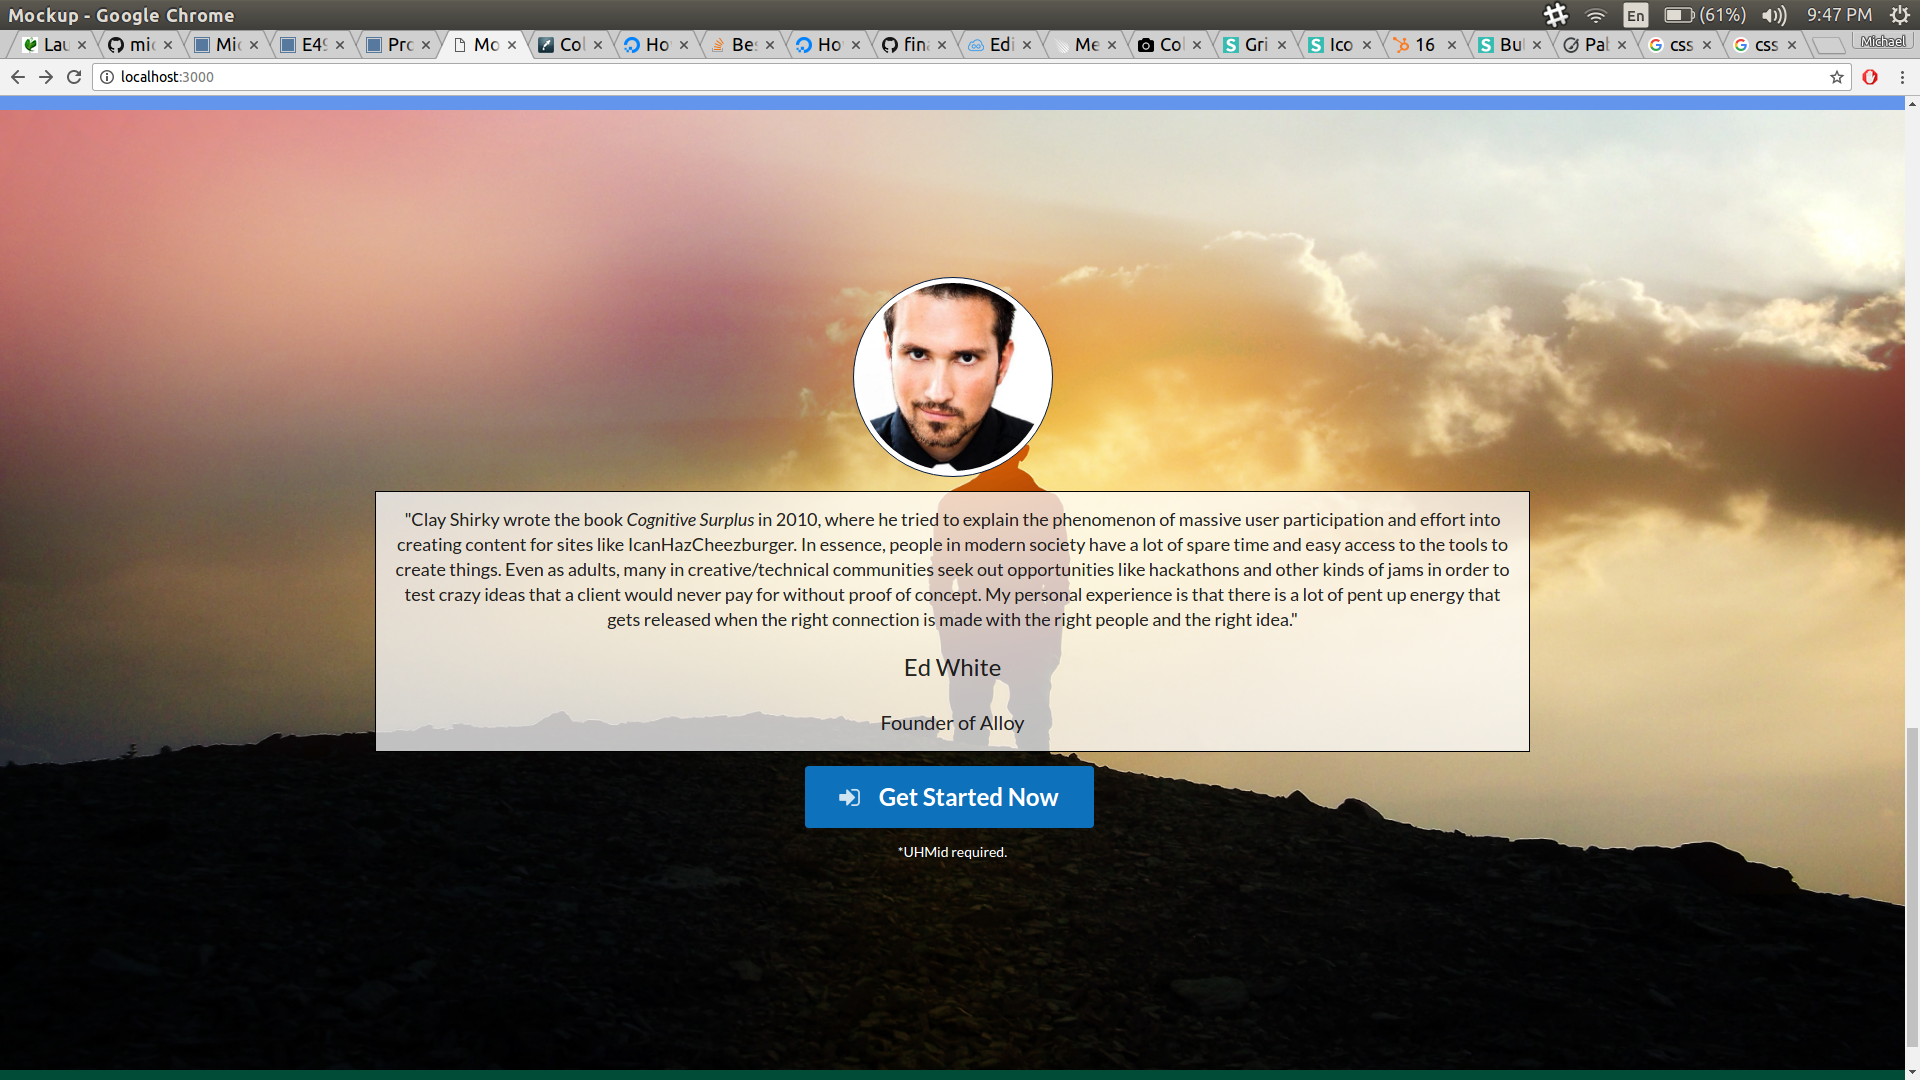 Mockup - Google Chrome
En (61%) 9:47 PM
Lau mic Mic E49 Pro Mo Col Ho Bes Ho fina Edi Me Col Gri Ico 16 Bul Pab css css Michael
localhost:3000
"Clay Shirky wrote the book Cognitive Surplus in 2010, where he tried to explain the phenomenon of massive user participation and effort into
creating content for sites like IcanHazCheezburger. In essence, people in modern society have a lot of spare time and easy access to the tools to
create things. Even as adults, many in creative/technical communities seek out opportunities like hackathons and other kinds of jams in order to
test crazy ideas that a client would never pay for without proof of concept. My personal experience is that there is a lot of pent up energy that
gets released when the right connection is made with the right people and the right idea."
Ed White
Founder of Alloy
Get Started Now
*UHMid required.